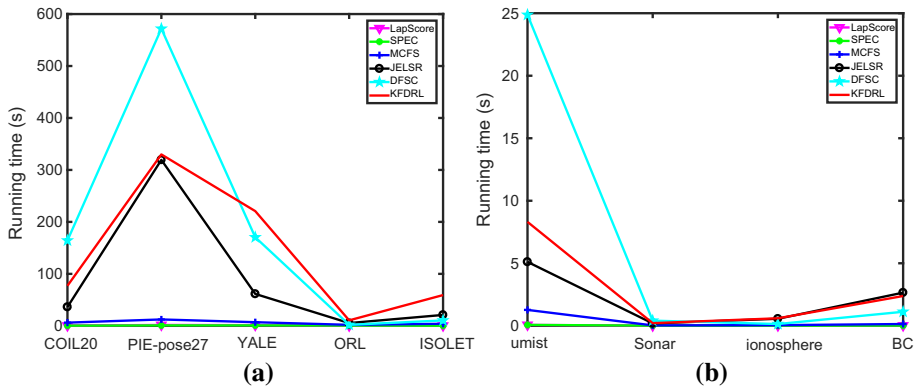 600
500
400
300
200
100
0
Running time (s)
COIL20
PIE-pose27
YALE
ORL
ISOLET
LapScore
SPEC
MCFS
JELSR
DFSC
KFDRL
(a)
25
20
15
10
5
0
Running time (s)
umist
Sonar
ionosphere
BC
LapScore
SPEC
MCFS
JELSR
DFSC
KFDRL
(b)